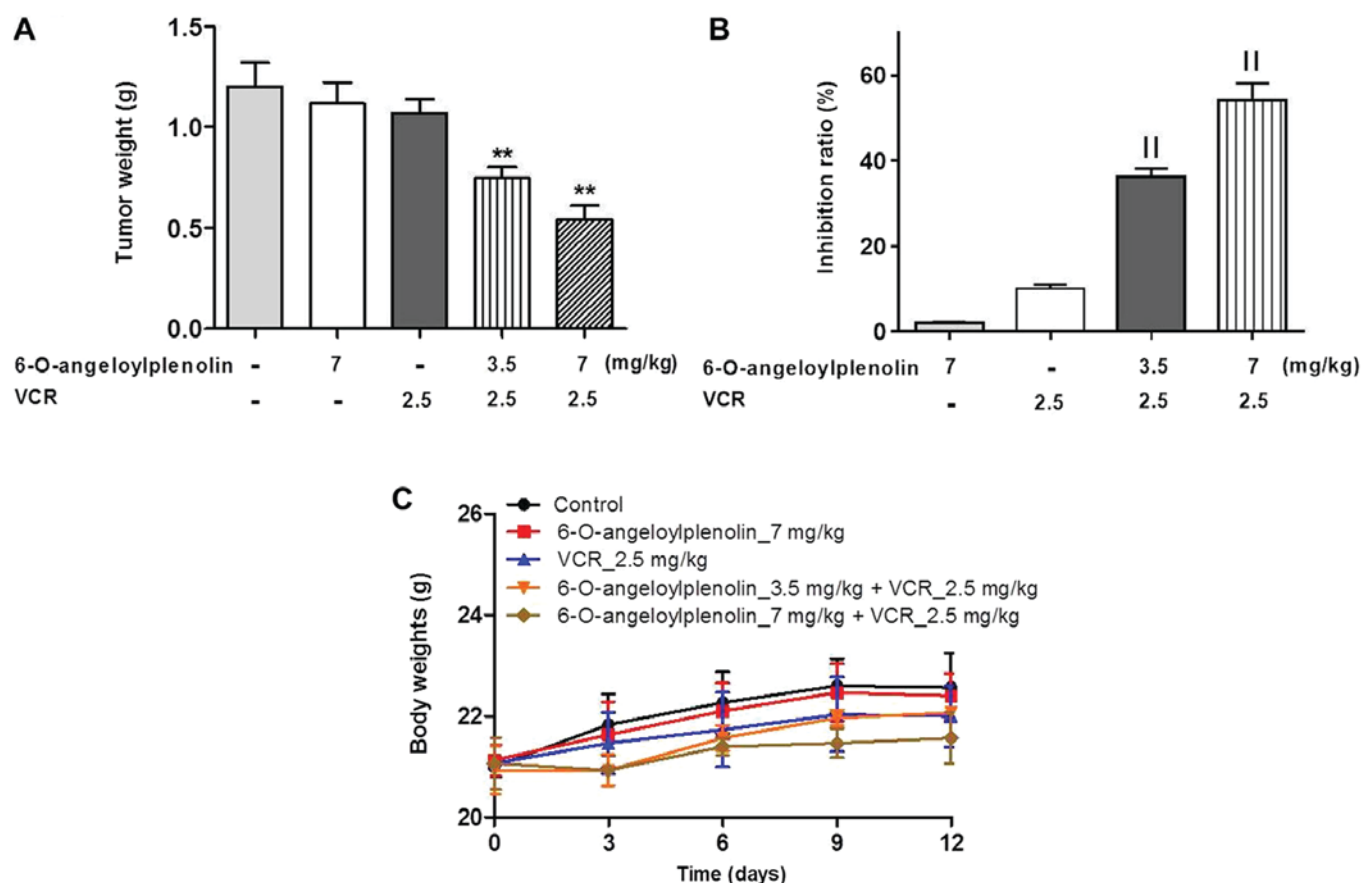 A
Tumor weight (g)
1.5
1.0
0.5
0.0
** **
6-O-angeloylplenolin - 7 - 3.5 7 (mg/kg)
VCR - - 2.5 2.5 2.5
B
Inhibition ratio (%)
60
40
20
0
|| ||
6-O-angeloylplenolin 7 - 3.5 7 (mg/kg)
VCR - 2.5 2.5 2.5
C
Body weights (g)
26
24
22
20
Control
6-O-angeloylplenolin_7 mg/kg
VCR_2.5 mg/kg
6-O-angeloylplenolin_3.5 mg/kg + VCR_2.5 mg/kg
6-O-angeloylplenolin_7 mg/kg + VCR_2.5 mg/kg
0 3 6 9 12
Time (days)